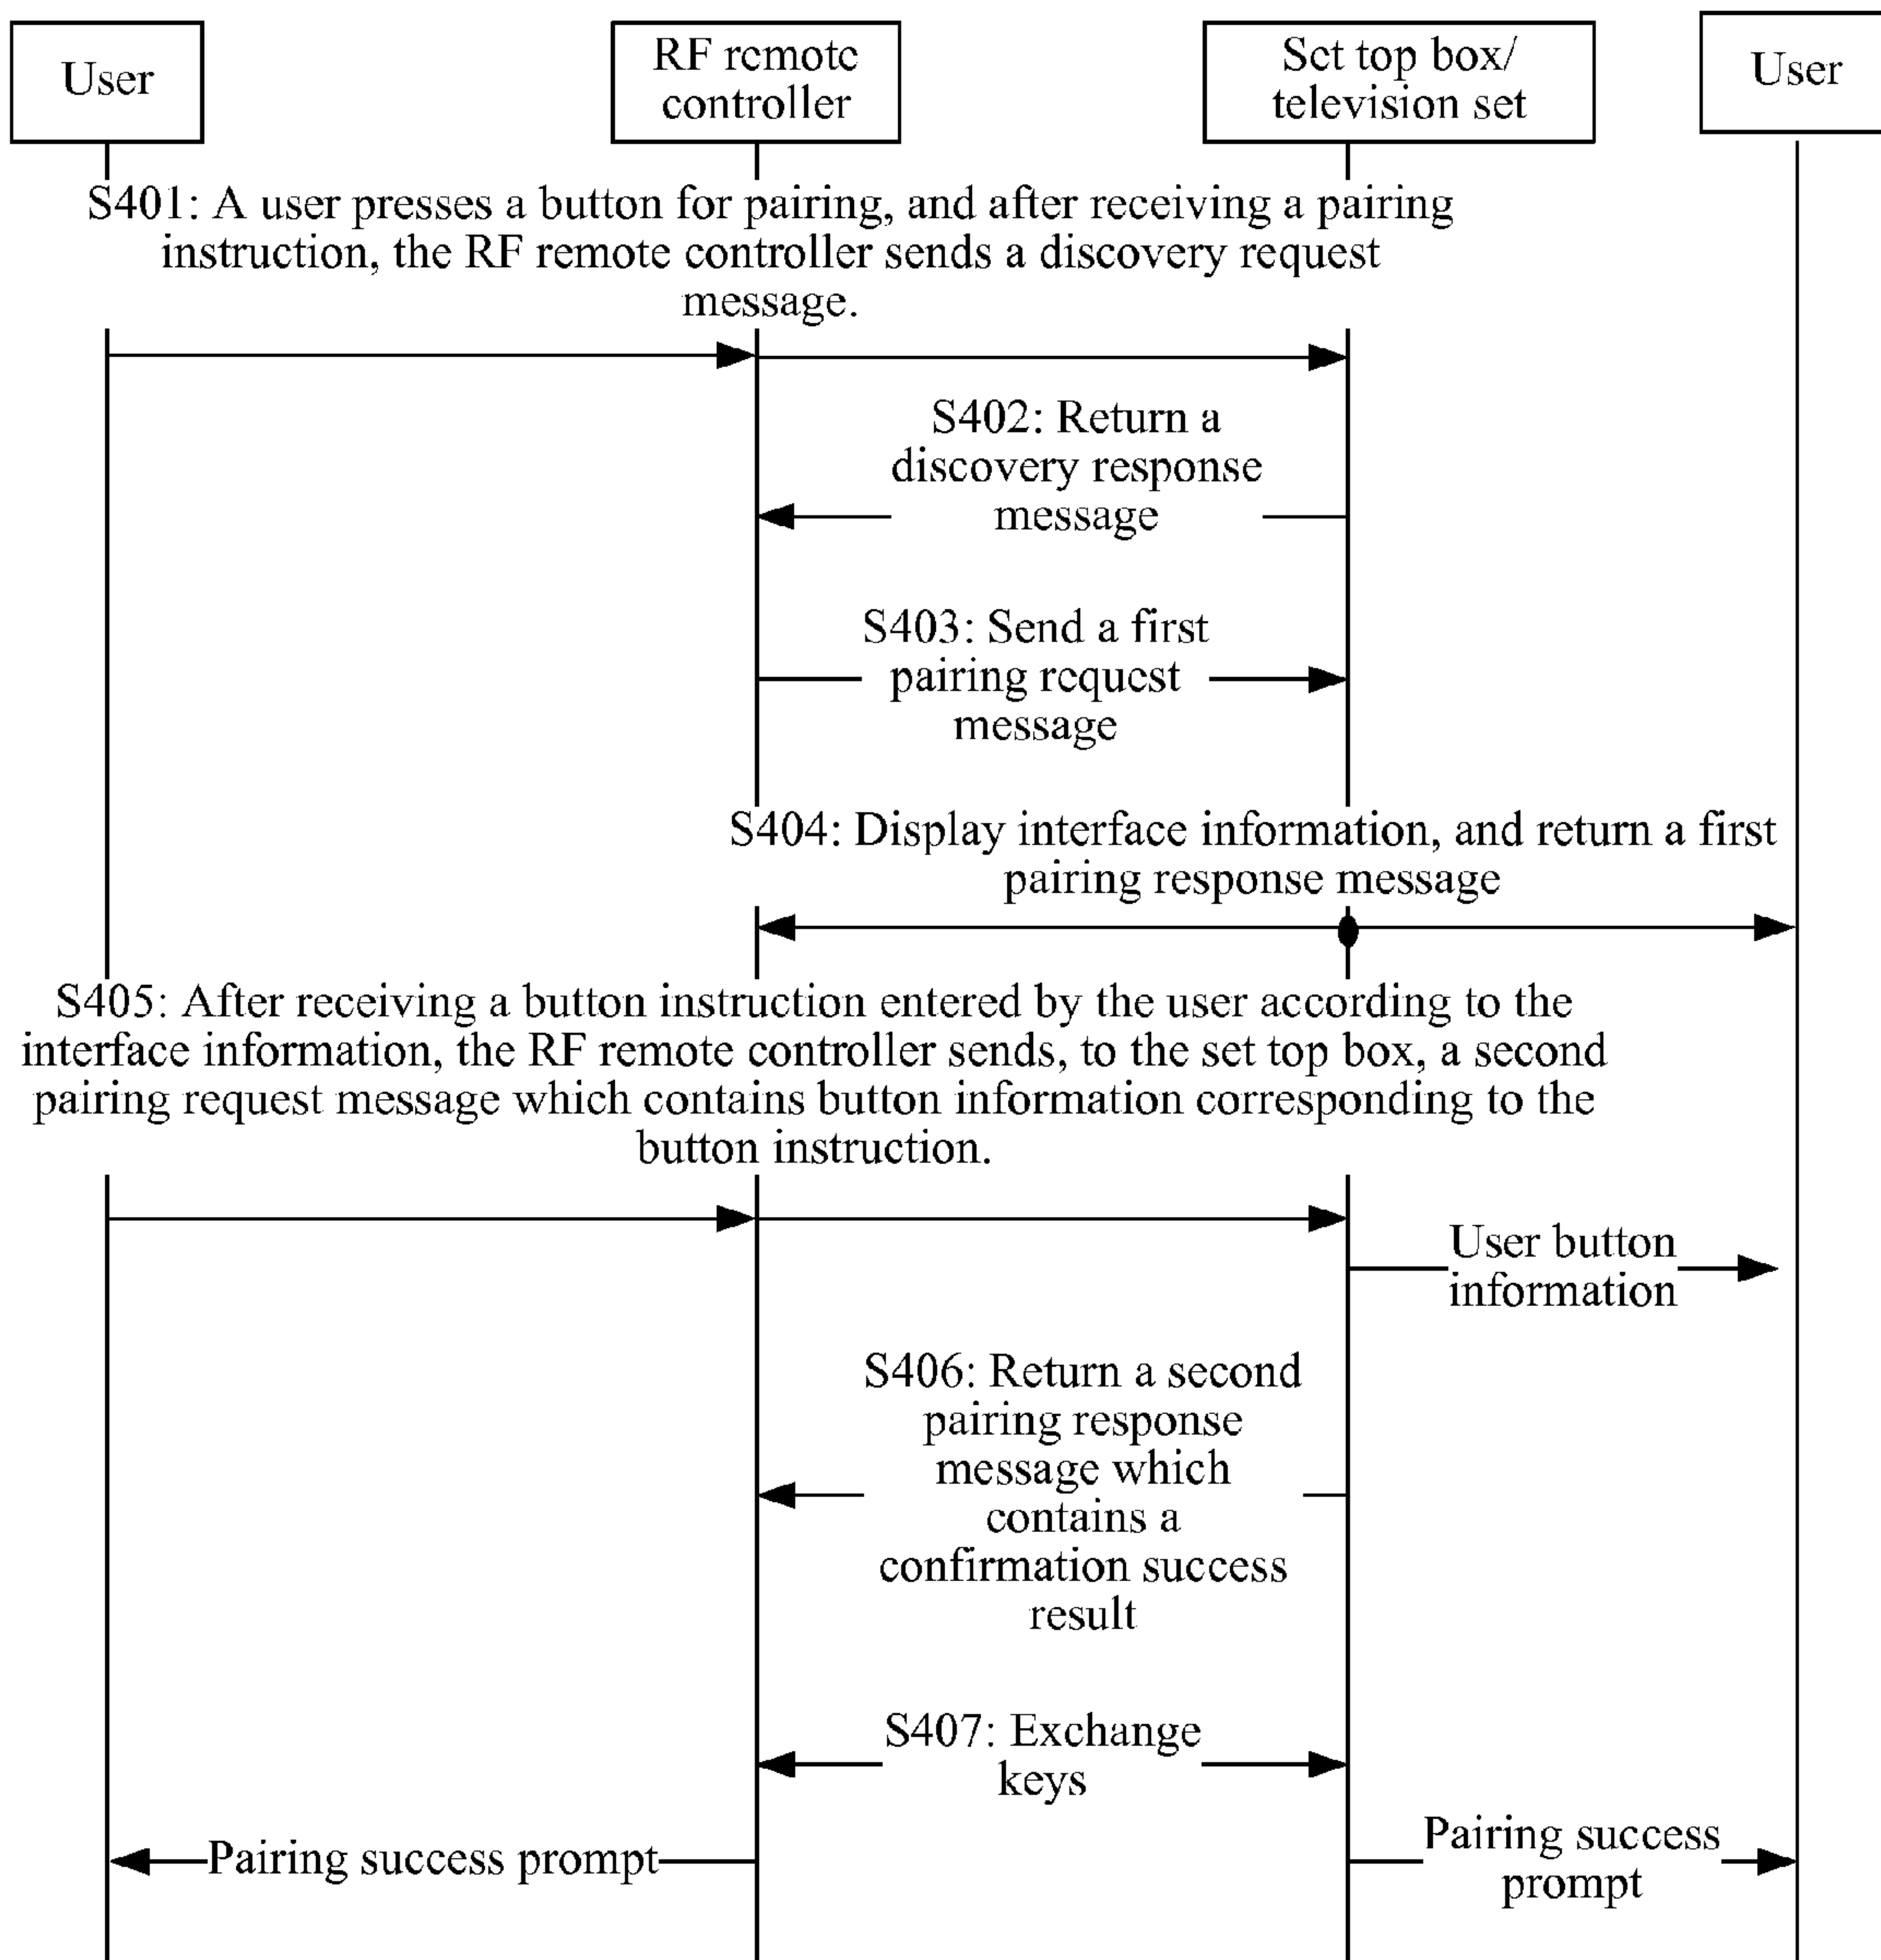 User
RF remote
controller
Set top box/
television set
User
S401: A user presses a button for pairing, and after receiving a pairing
instruction, the RF remote controller sends a discovery request
message.
S402: Return a
discovery response
message
S403: Send a first
pairing request
message
S404: Display interface information, and return a first
pairing response message
S405: After receiving a button instruction entered by the user according to the
interface information, the RF remote controller sends, to the set top box, a second
pairing request message which contains button information corresponding to the
button instruction.
User button
information
S406: Return a second
pairing response
message which
contains a
confirmation success
result
S407: Exchange
keys
Pairing success prompt
Pairing success
prompt